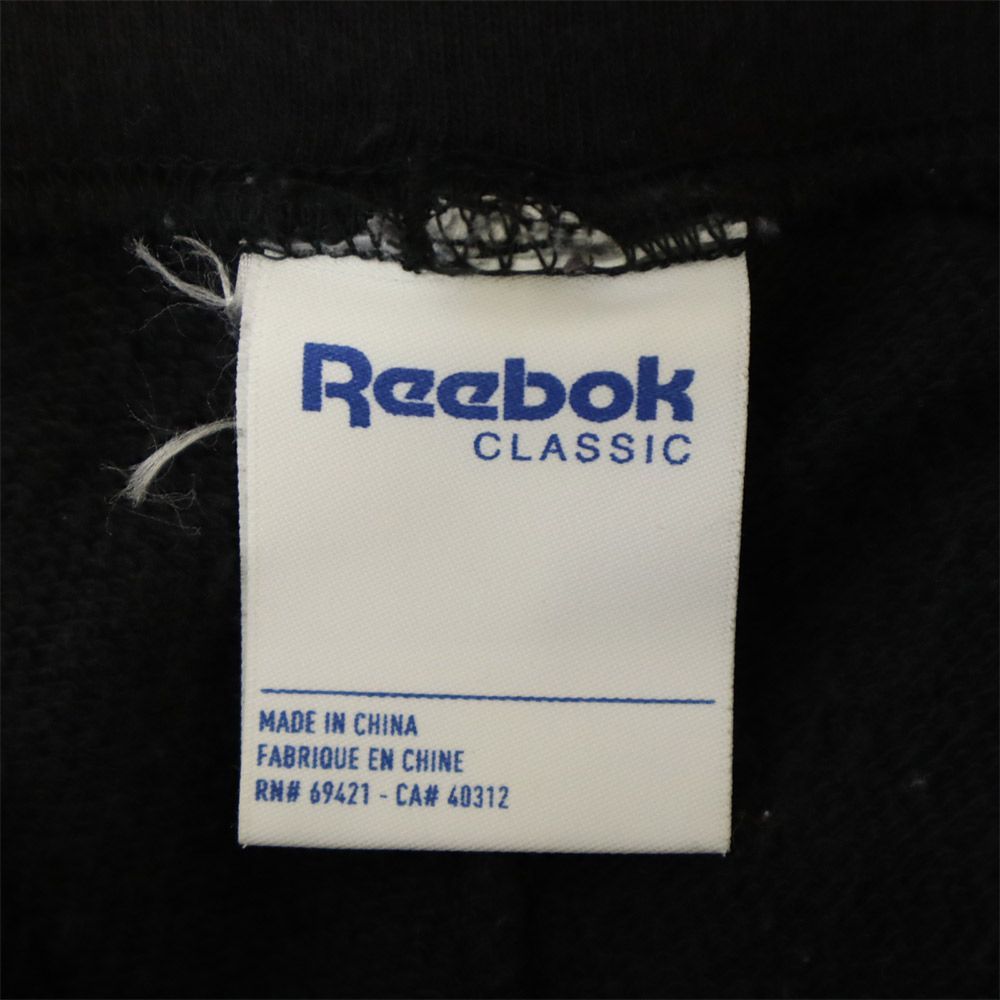 Reebok
CLASSIC
MADE IN CHINA
FABRIQUE EN CHINE
RN# 69421 - CA# 40312